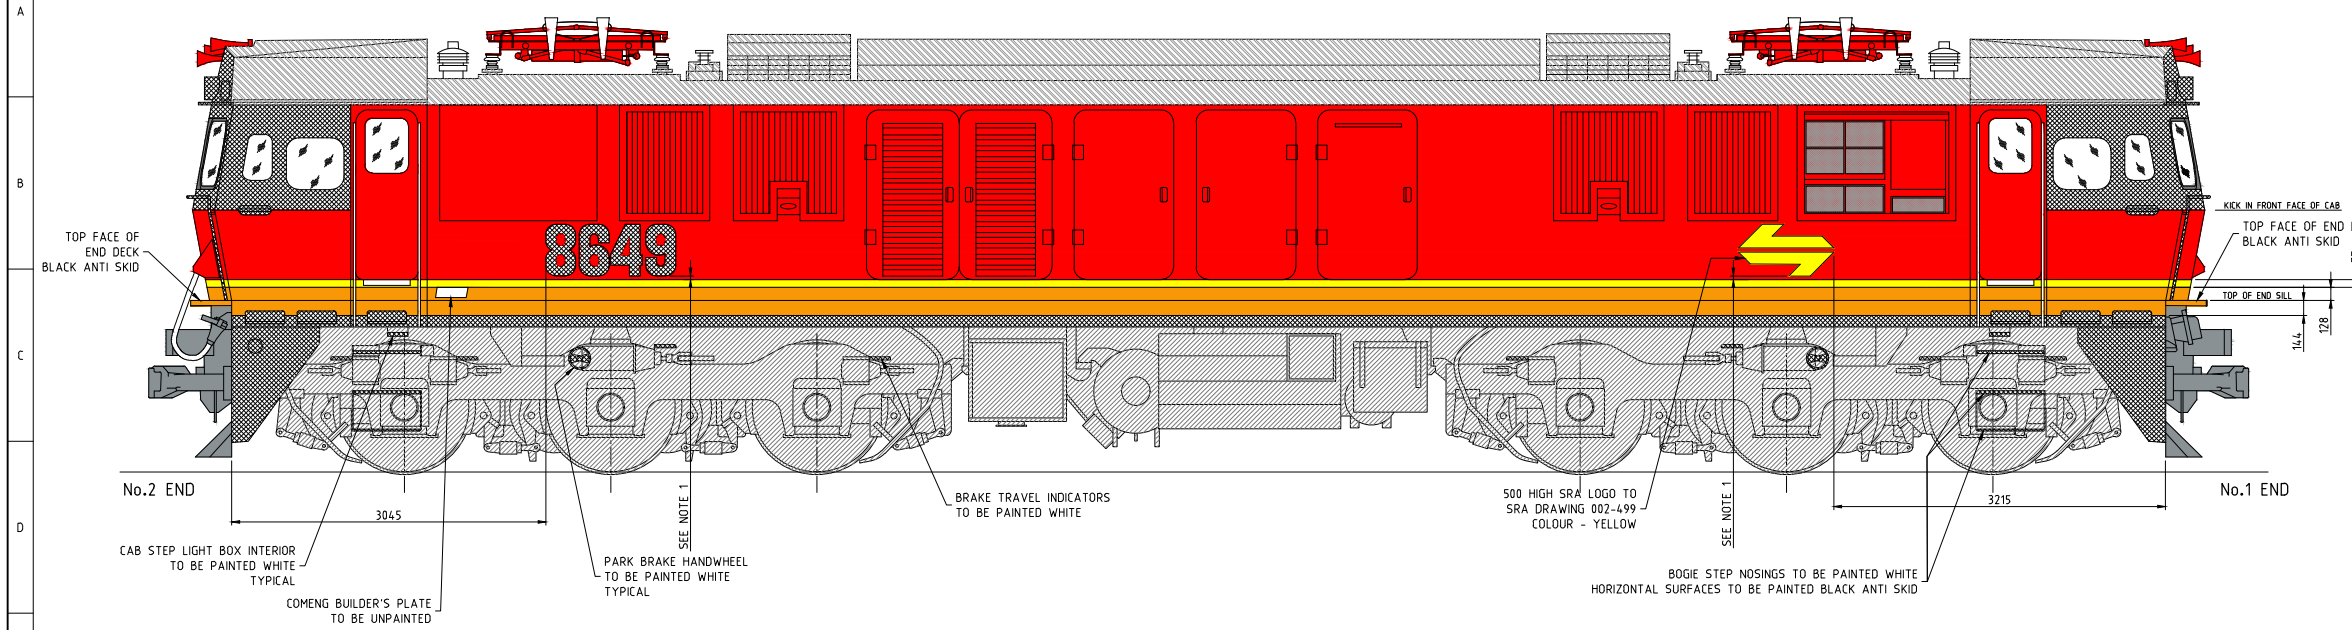 A
B
C
D
8649
KICK IN FRONT FACE OF CAB
TOP FACE OF END
BLACK ANTI SKID
TOP FACE OF
END DECK
BLACK ANTI SKID
TOP OF END SILL
144
128
No.2 END
No.1 END
3045
3215
SEE NOTE 1
SEE NOTE 1
BRAKE TRAVEL INDICATORS
TO BE PAINTED WHITE
500 HIGH SRA LOGO TO
SRA DRAWING 002-499
COLOUR - YELLOW
CAB STEP LIGHT BOX INTERIOR
TO BE PAINTED WHITE
TYPICAL
PARK BRAKE HANDWHEEL
TO BE PAINTED WHITE
TYPICAL
BOGIE STEP NOSINGS TO BE PAINTED WHITE
HORIZONTAL SURFACES TO BE PAINTED BLACK ANTI SKID
COMENG BUILDER'S PLATE
TO BE UNPAINTED